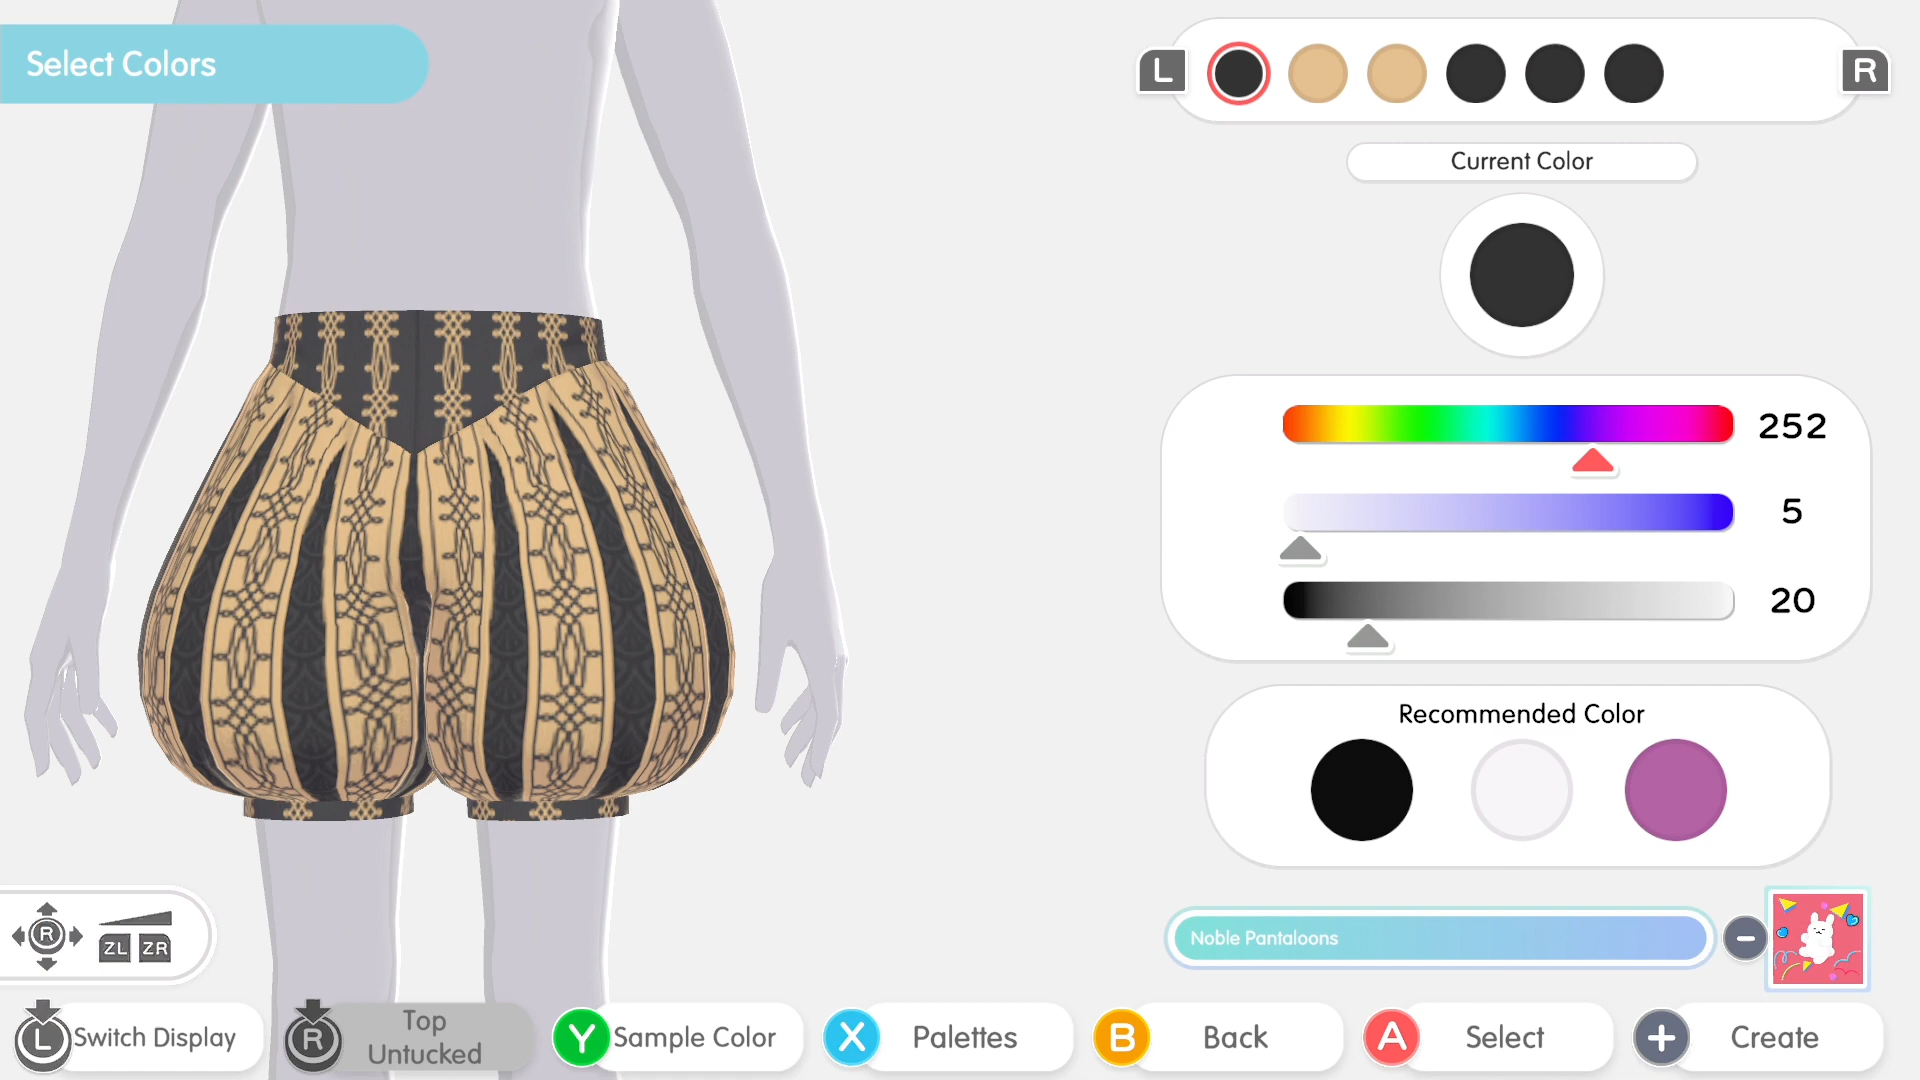 Select Colors
L
R
Current Color
252
5
20
Recommended Color
Noble Pantaloons
R
ZL ZR
L Switch Display
R Top
Untucked
Y Sample Color
X Palettes
B Back
A Select
Create